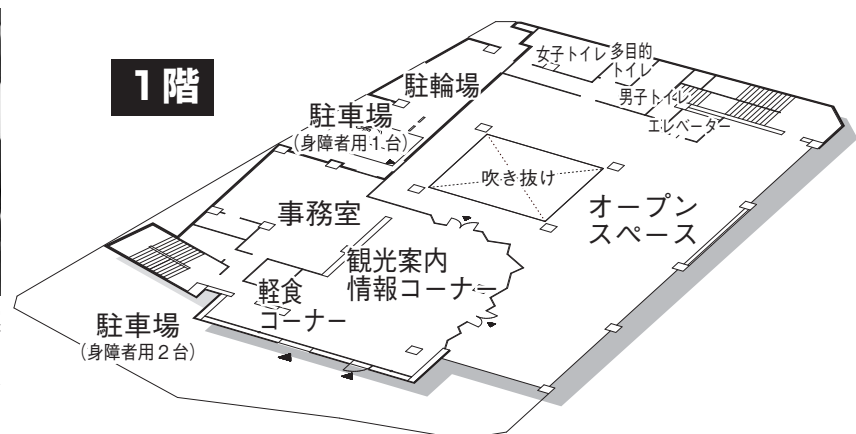 1階
女子トイレ
多目的
トイレ
男子トイレ
エレベーター
駐輪場
駐車場
(身障者用1台)
吹き抜け
オープン
スペース
事務室
観光案内
情報コーナー
軽食
コーナー
駐車場
(身障者用2台)